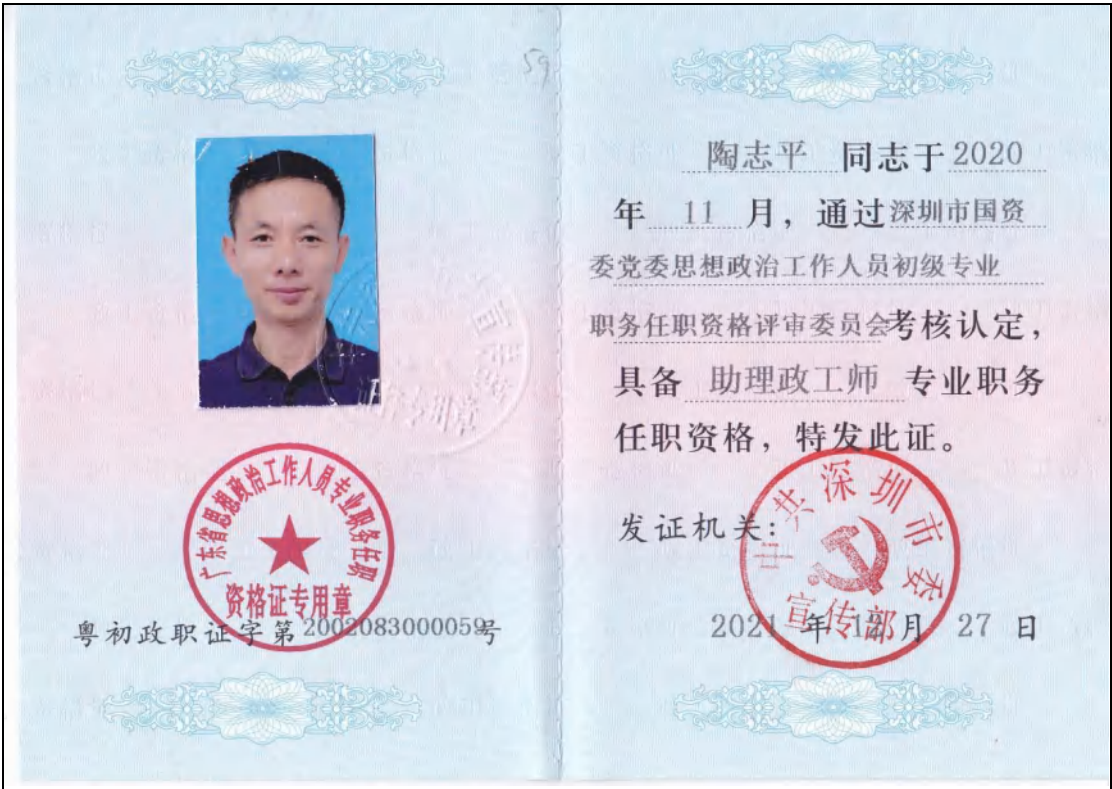 59
广东省思想政治工作人员专业职务任职
资格证专用章
粤初政职证字第2002083000059号
陶志平 同志于2020
年 11 月，通过深圳市国资
委党委思想政治工作人员初级专业
职务任职资格评审委员会考核认定，
具备 助理政工师 专业职务
任职资格，特发此证。
中共深圳市委
宣传部
发证机关：
2021 年 12 月 27 日